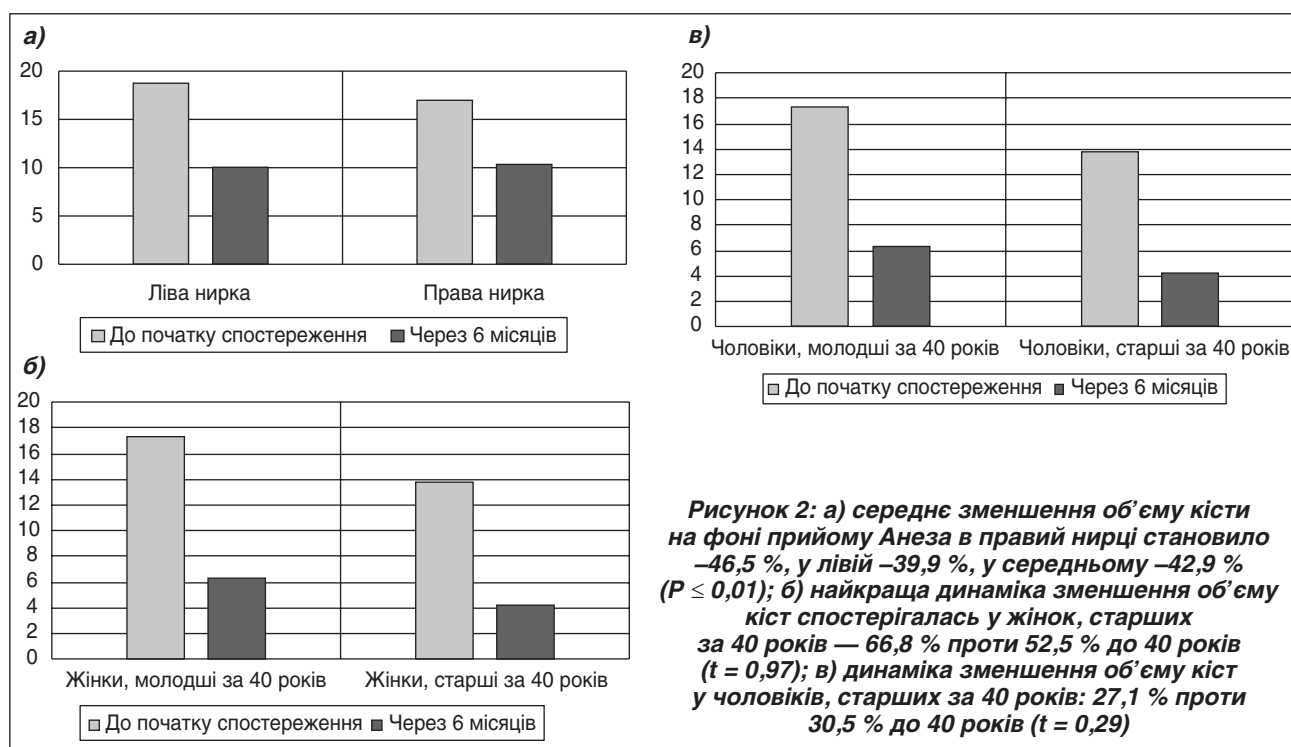 а)
20
15
10
5
0
Ліва нирка Права нирка
До початку спостереження Через 6 місяців
б)
20
18
16
14
12
10
8
6
4
2
0
Жінки, молодші за 40 років Жінки, старші за 40 років
До початку спостереження Через 6 місяців
в)
20
18
16
14
12
10
8
6
4
2
0
Чоловіки, молодші за 40 років Чоловіки, старші за 40 років
До початку спостереження Через 6 місяців
Рисунок 2: а) середнє зменшення об’єму кісти
на фоні прийому Анеза в правий нирці становило
–46,5 %, у лівій –39,9 %, у середньому –42,9 %
(P ≤ 0,01); б) найкраща динаміка зменшення об’єму
кіст спостерігалась у жінок, старших
за 40 років — 66,8 % проти 52,5 % до 40 років
(t = 0,97); в) динаміка зменшення об’єму кіст
у чоловіків, старших за 40 років: 27,1 % проти
30,5 % до 40 років (t = 0,29)